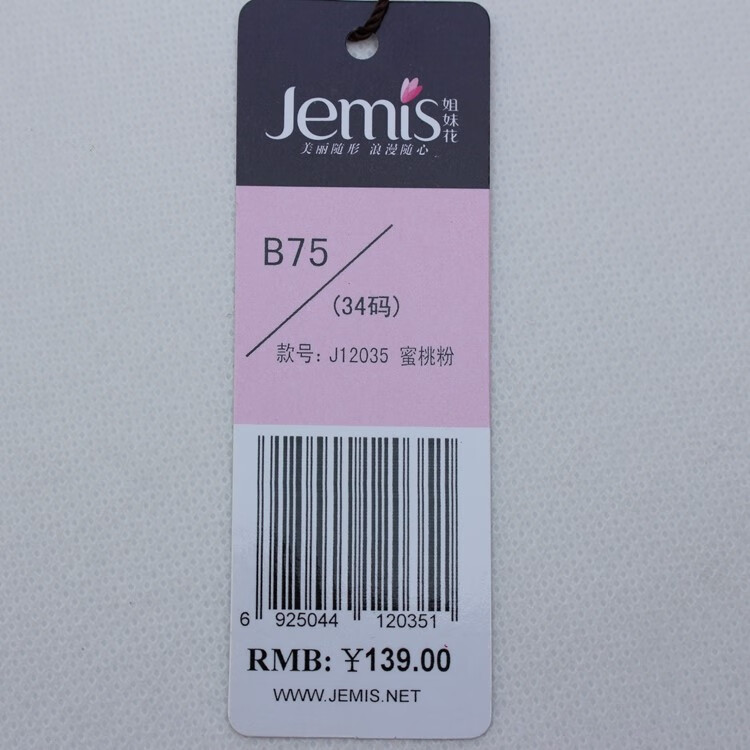 Jemis 姐妹花
美丽随形 浪漫随心
B75
(34码)
款号: J12035 蜜桃粉
6 925044 120351
RMB: ¥139.00
WWW.JEMIS.NET